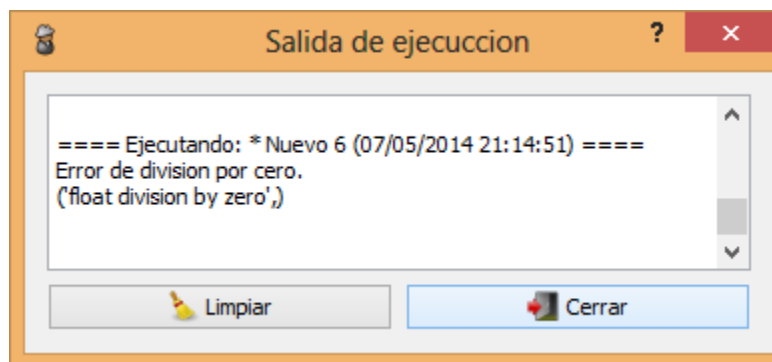 Salida de ejecuccion
?
==== Ejecutando: * Nuevo 6 (07/05/2014 21:14:51) ====
Error de division por cero.
('float division by zero',)
Limpiar
Cerrar